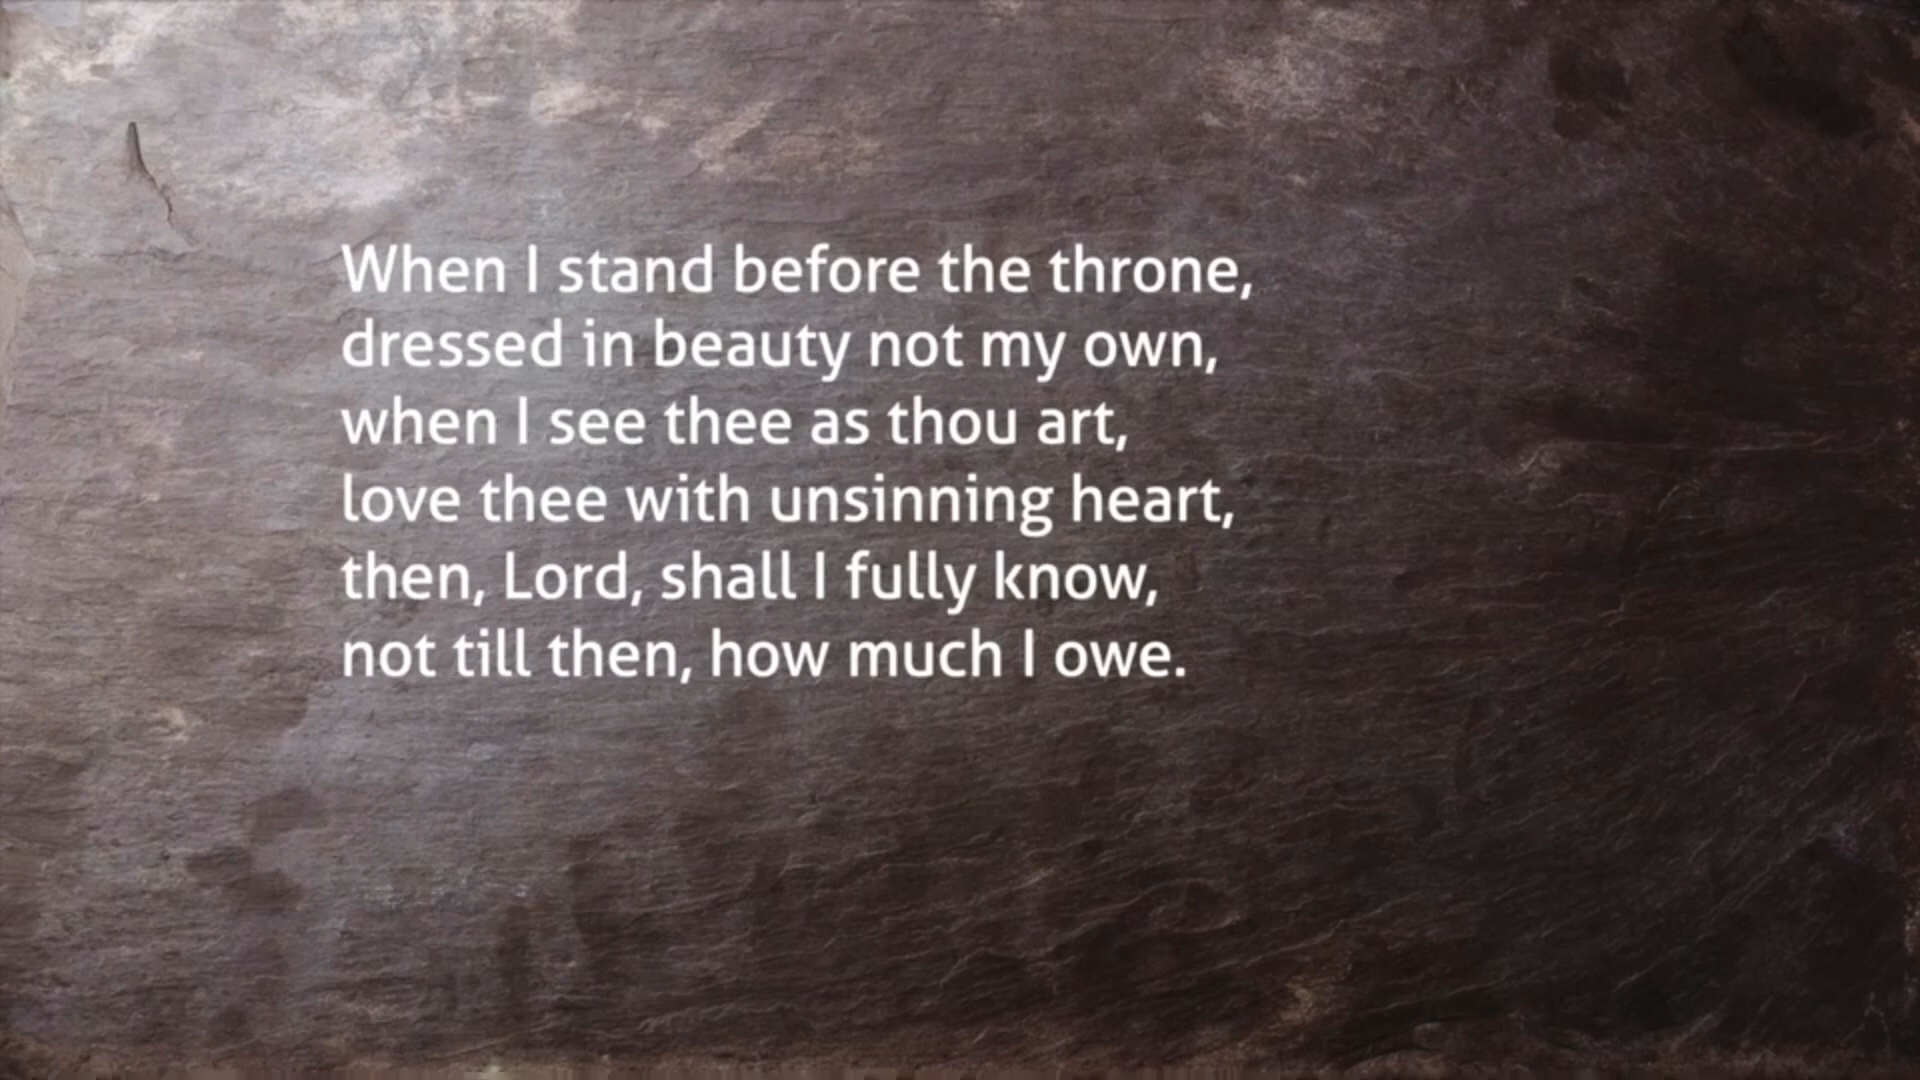 When I stand before the throne,
dressed in beauty not my own,
when I see thee as thou art,
love thee with unsinning heart,
then, Lord, shall I fully know,
not till then, how much I owe.